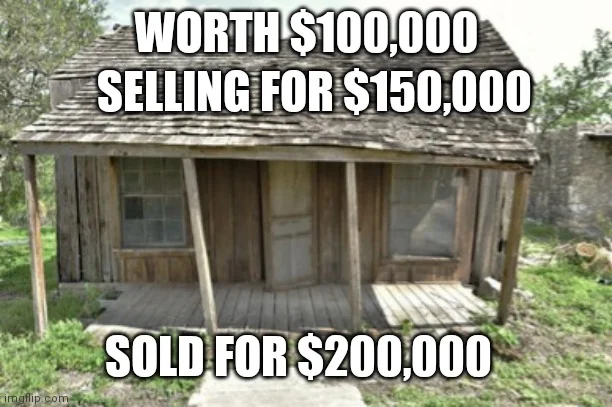 WORTH $100,000
SELLING FOR $150,000
SOLD FOR $200,000
imgflip.com